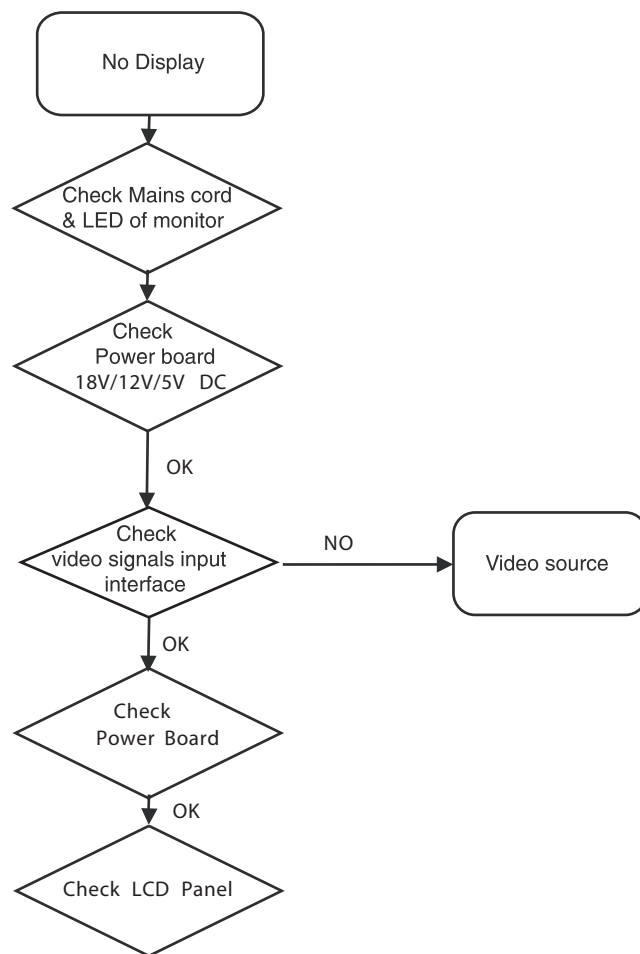 No Display
Check Mains cord
& LED of monitor
Check
Power board
18V/12V/5V DC
OK
Check
video signals input
interface
NO
Video source
OK
Check
Power Board
OK
Check LCD Panel